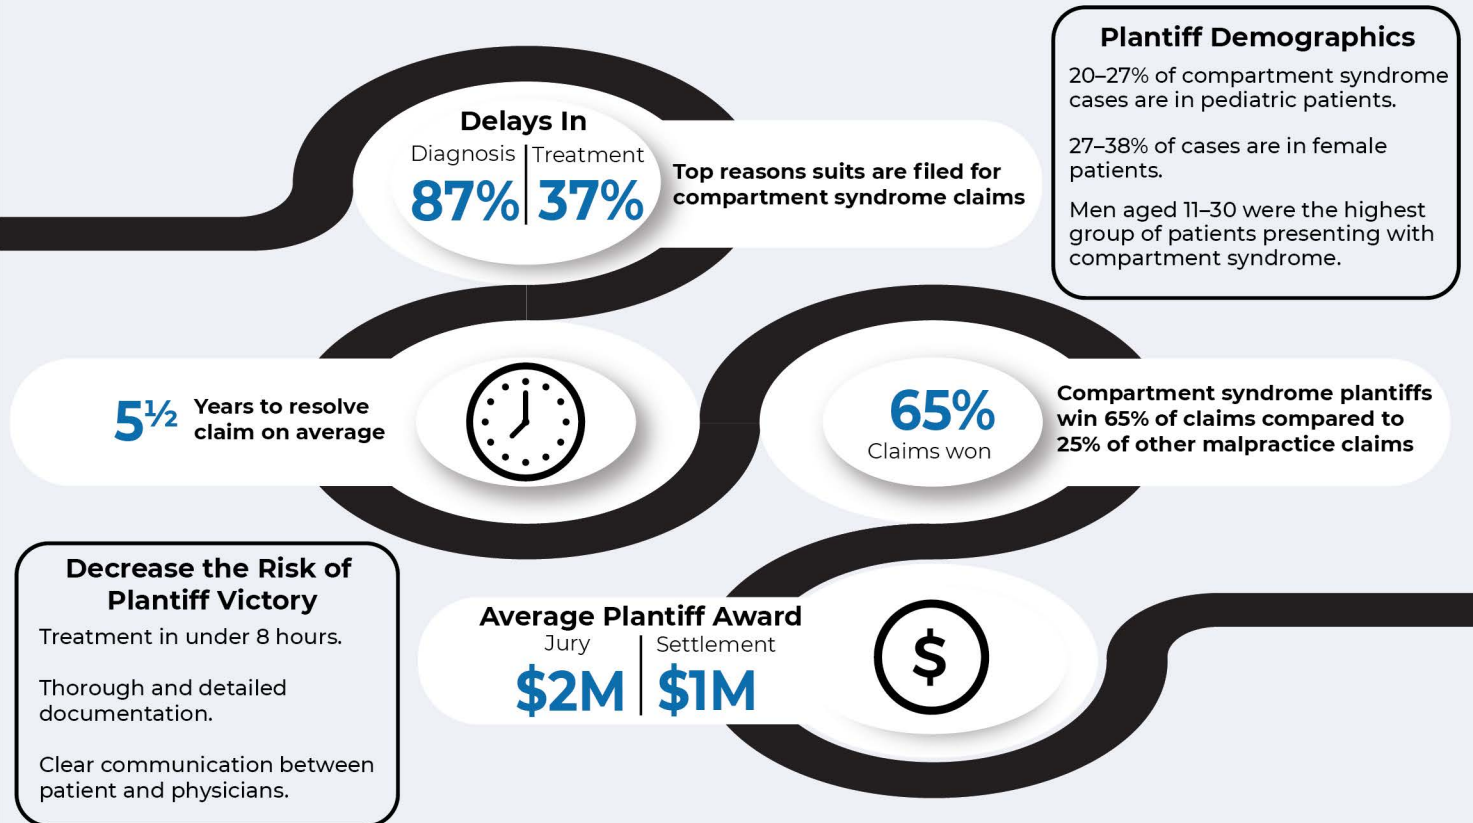 Delays In
Diagnosis
Treatment
87%
37%
Top reasons suits are filed for
compartment syndrome claims
Plantiff Demographics
20–27% of compartment syndrome
cases are in pediatric patients.
27–38% of cases are in female
patients.
Men aged 11–30 were the highest
group of patients presenting with
compartment syndrome.
5½
Years to resolve
claim on average
65%
Claims won
Compartment syndrome plantiffs
win 65% of claims compared to
25% of other malpractice claims
Decrease the Risk of
Plantiff Victory
Treatment in under 8 hours.
Thorough and detailed
documentation.
Clear communication between
patient and physicians.
Average Plantiff Award
Jury
Settlement
$2M
$1M
$